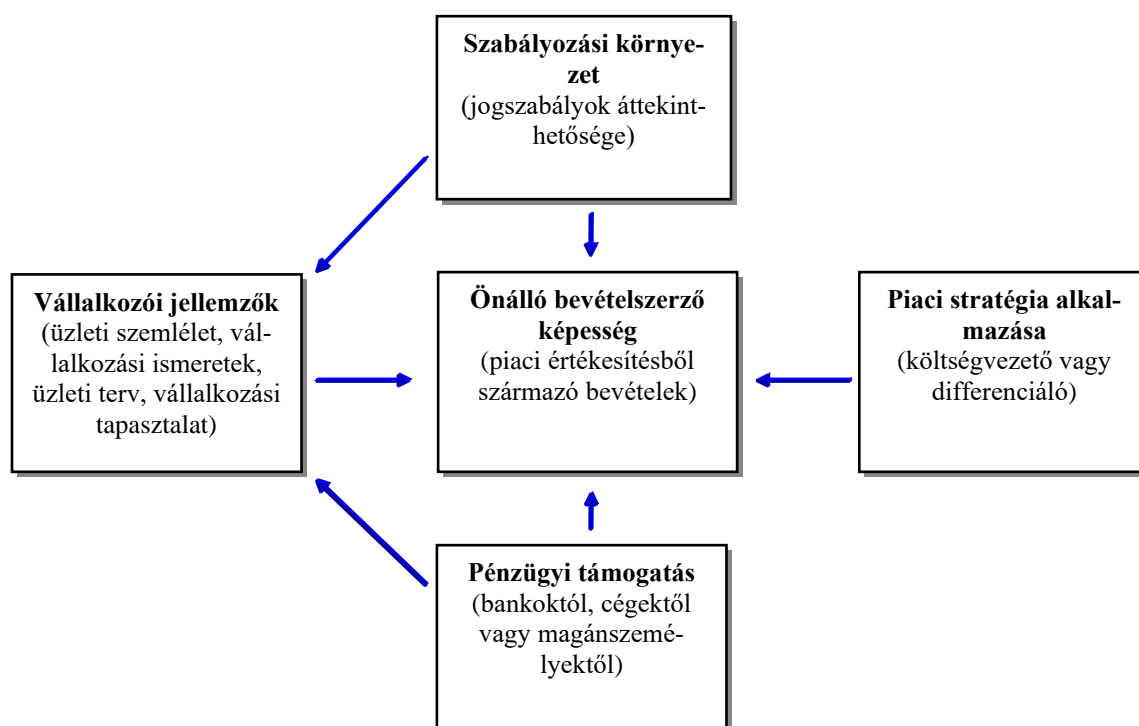 Szabályozási környe-
zet
(jogszabályok áttekint-
hetősége)
Vállalkozói jellemzők
(üzleti szemlélet, vál-
lalkozási ismeretek,
üzleti terv, vállalkozási
tapasztalat)
Önálló bevételszerző
képesség
(piaci értékesítésből
származó bevételek)
Piaci stratégia alkal-
mazása
(költségvezető vagy
differenciáló)
Pénzügyi támogatás
(bankoktól, cégektől
vagy magánszemé-
lyektől)